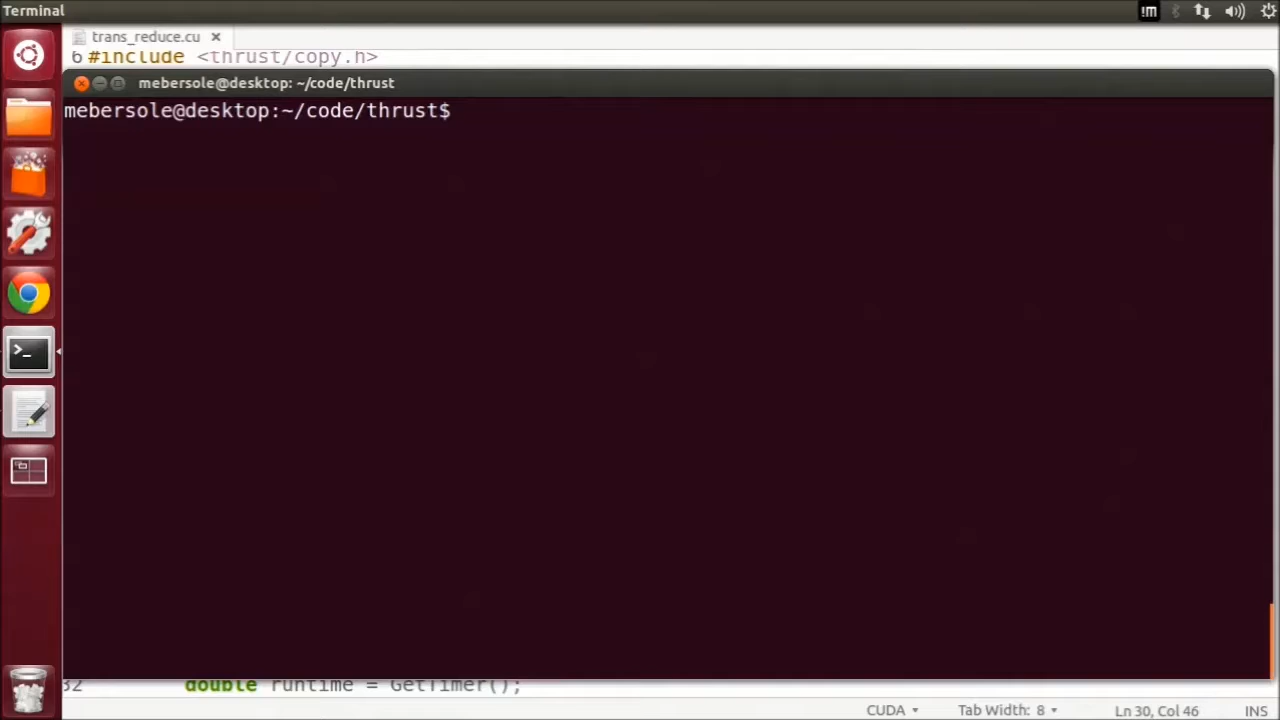 Terminal
trans_reduce.cu
6 #include <thrust/copy.h>
mebersole@desktop: ~/code/thrust
mebersole@desktop:~/code/thrust$
32 double runtime = GetTimer();
CUDA Tab Width: 8 Ln 30, Col 46 INS